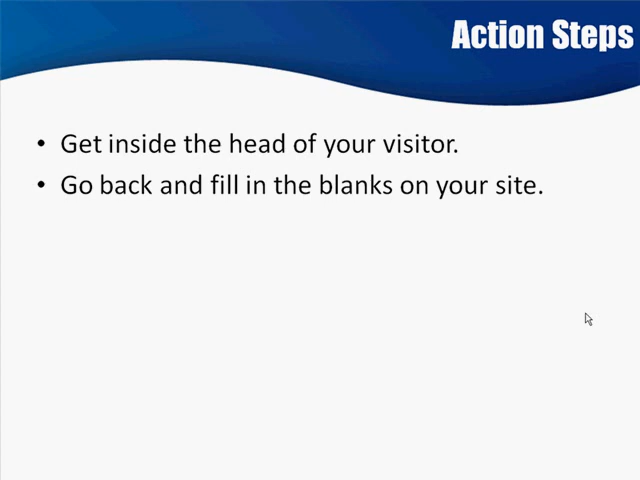 Action Steps
• Get inside the head of your visitor.
• Go back and fill in the blanks on your site.